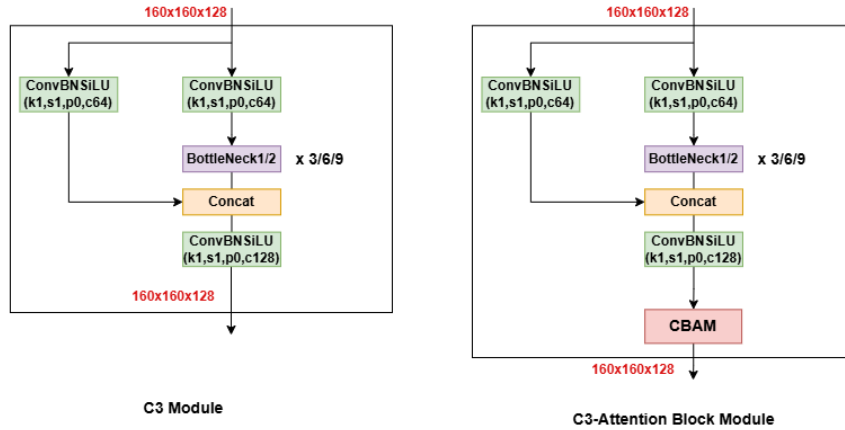 160x160x128
ConvBNSiLU
(k1,s1,p0,c64)
ConvBNSiLU
(k1,s1,p0,c64)
BottleNeck1/2
x 3/6/9
Concat
ConvBNSiLU
(k1,s1,p0,c128)
160x160x128
C3 Module
160x160x128
ConvBNSiLU
(k1,s1,p0,c64)
ConvBNSiLU
(k1,s1,p0,c64)
BottleNeck1/2
x 3/6/9
Concat
ConvBNSiLU
(k1,s1,p0,c128)
CBAM
160x160x128
C3-Attention Block Module